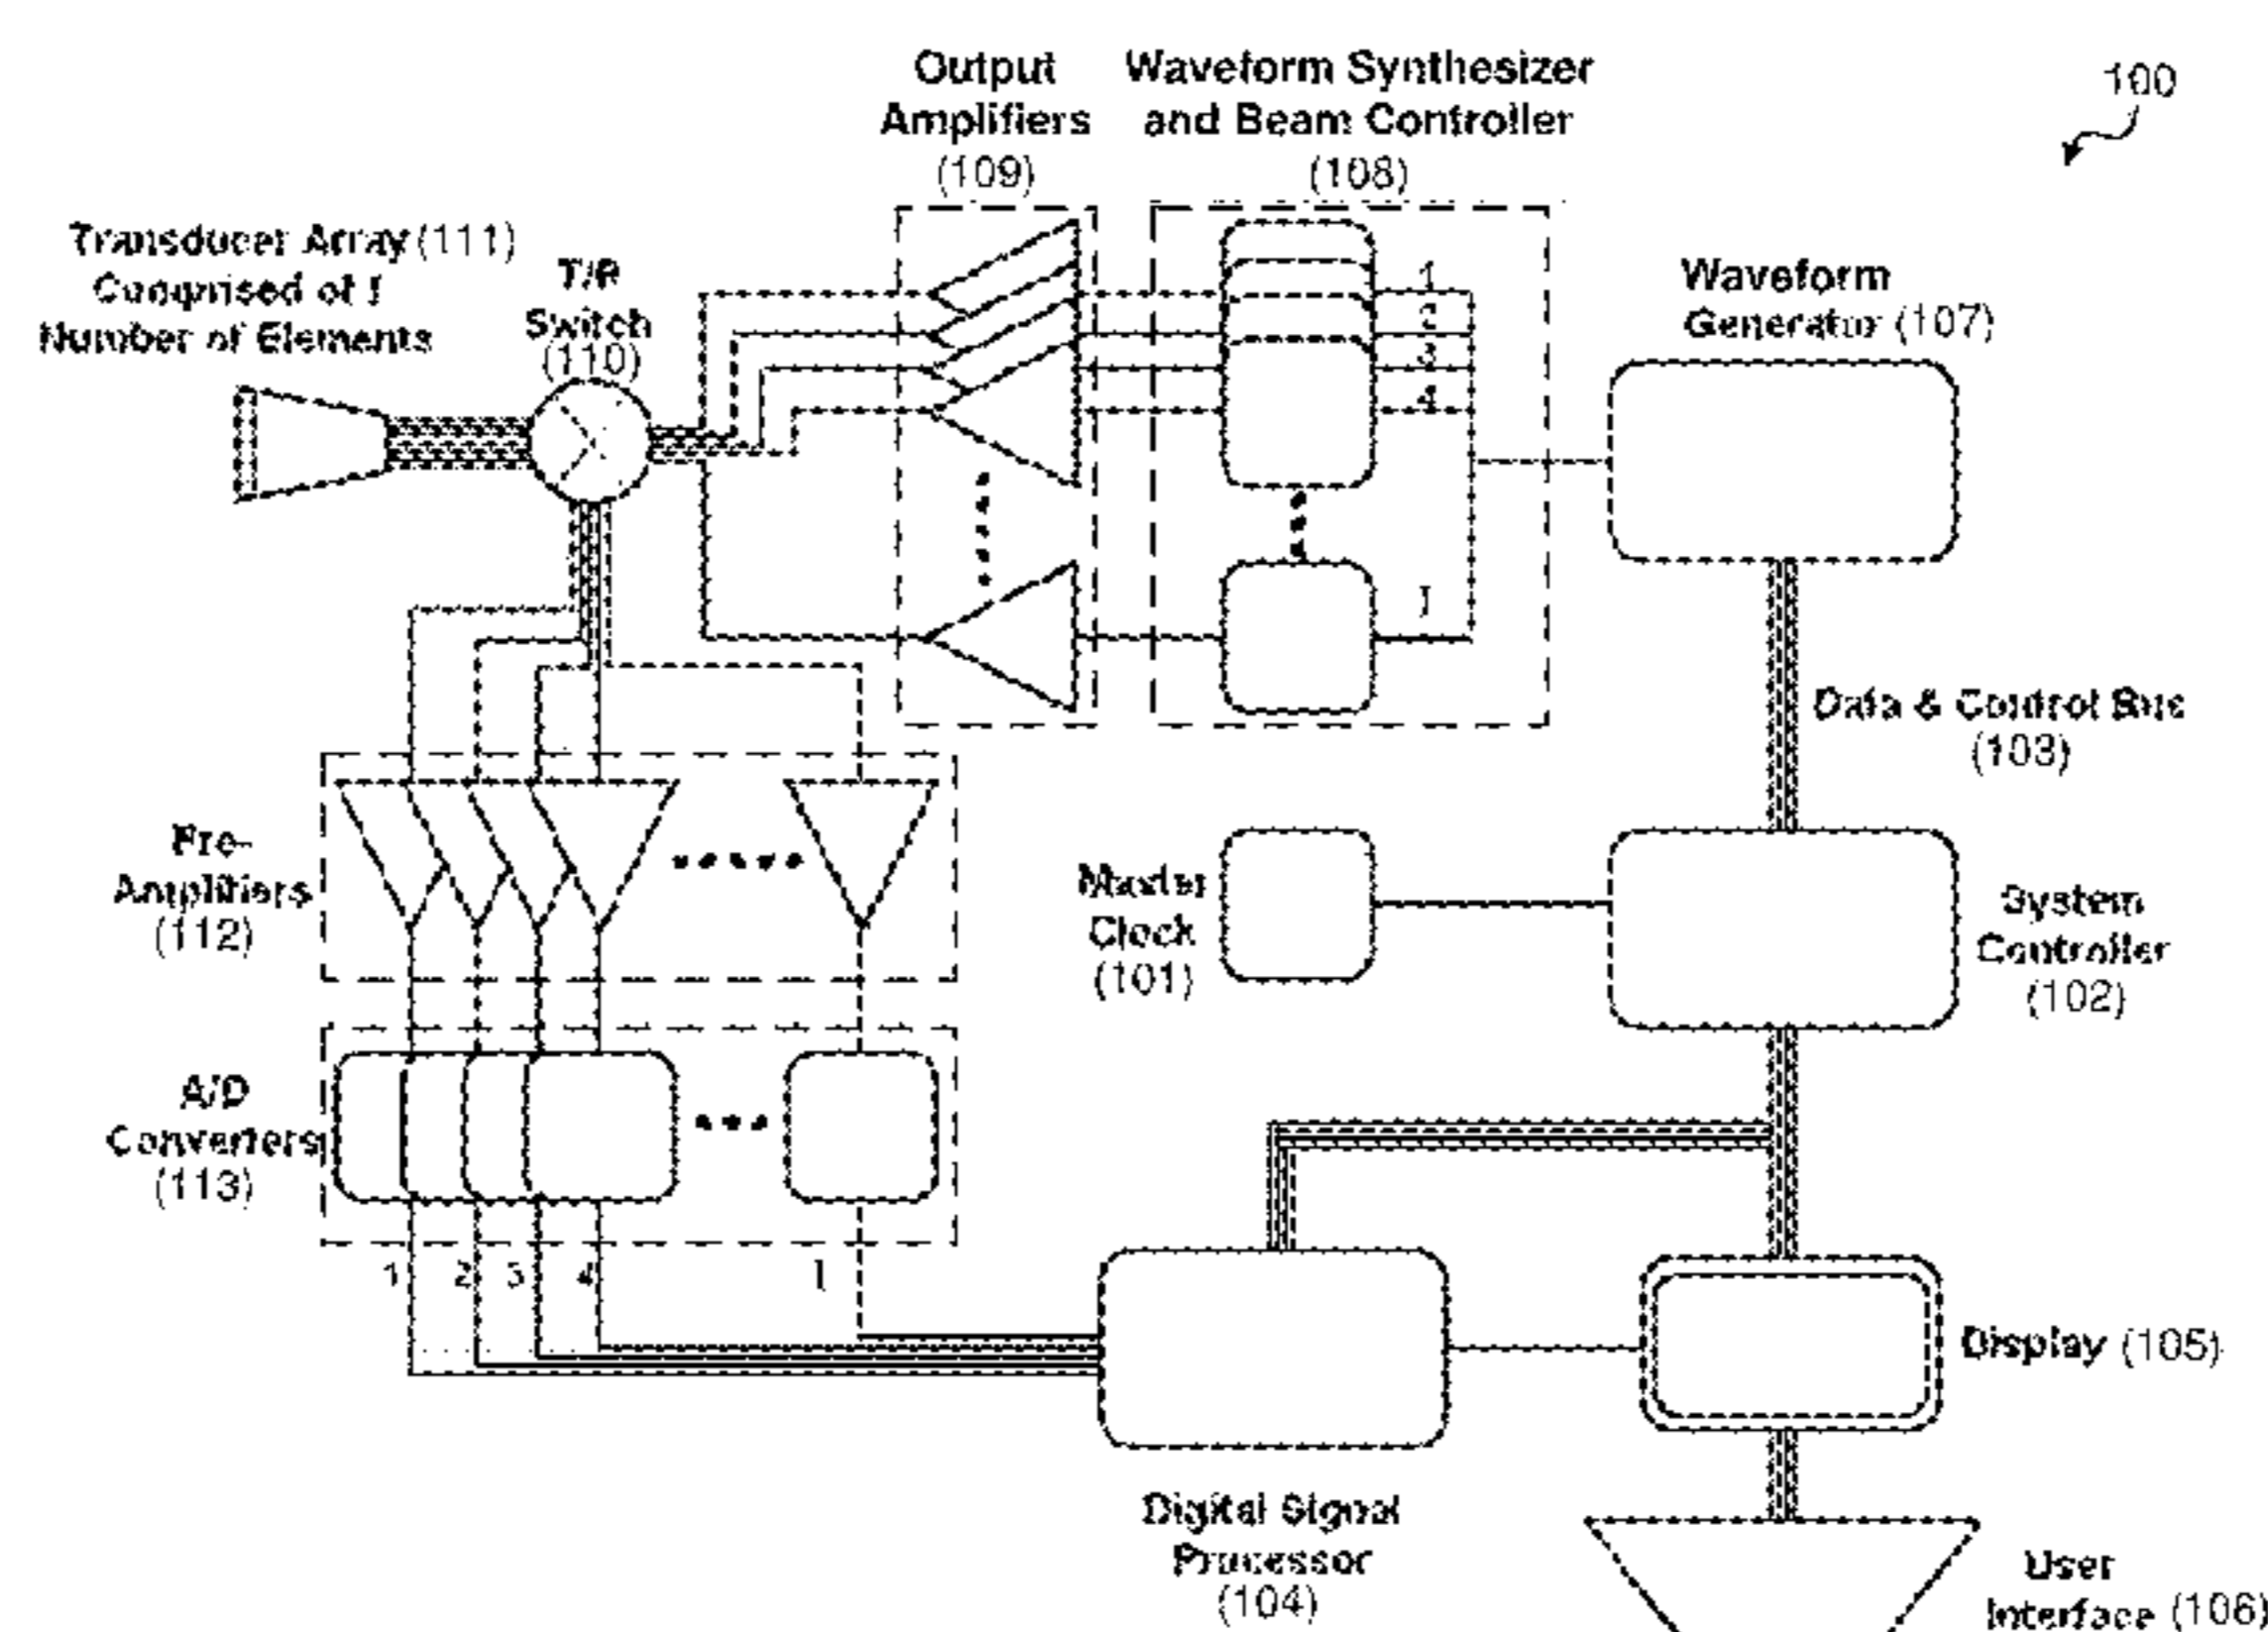 100
Output
Amplifiers
(109)
Waveform Synthesizer
and Beam Controller
(108)
Transducer Array (111)
Comprised of I
Number of Elements
T/R
Switch
(110)
1
2
3
4
I
Waveform
Generator (107)
Data & Control Bus
(103)
Pre-
Amplifiers
(112)
Master
Clock
(101)
System
Controller
(102)
A/D
Converters
(113)
1 2 3 4 I
Display (105)
Digital Signal
Processor
(104)
User
Interface (106)